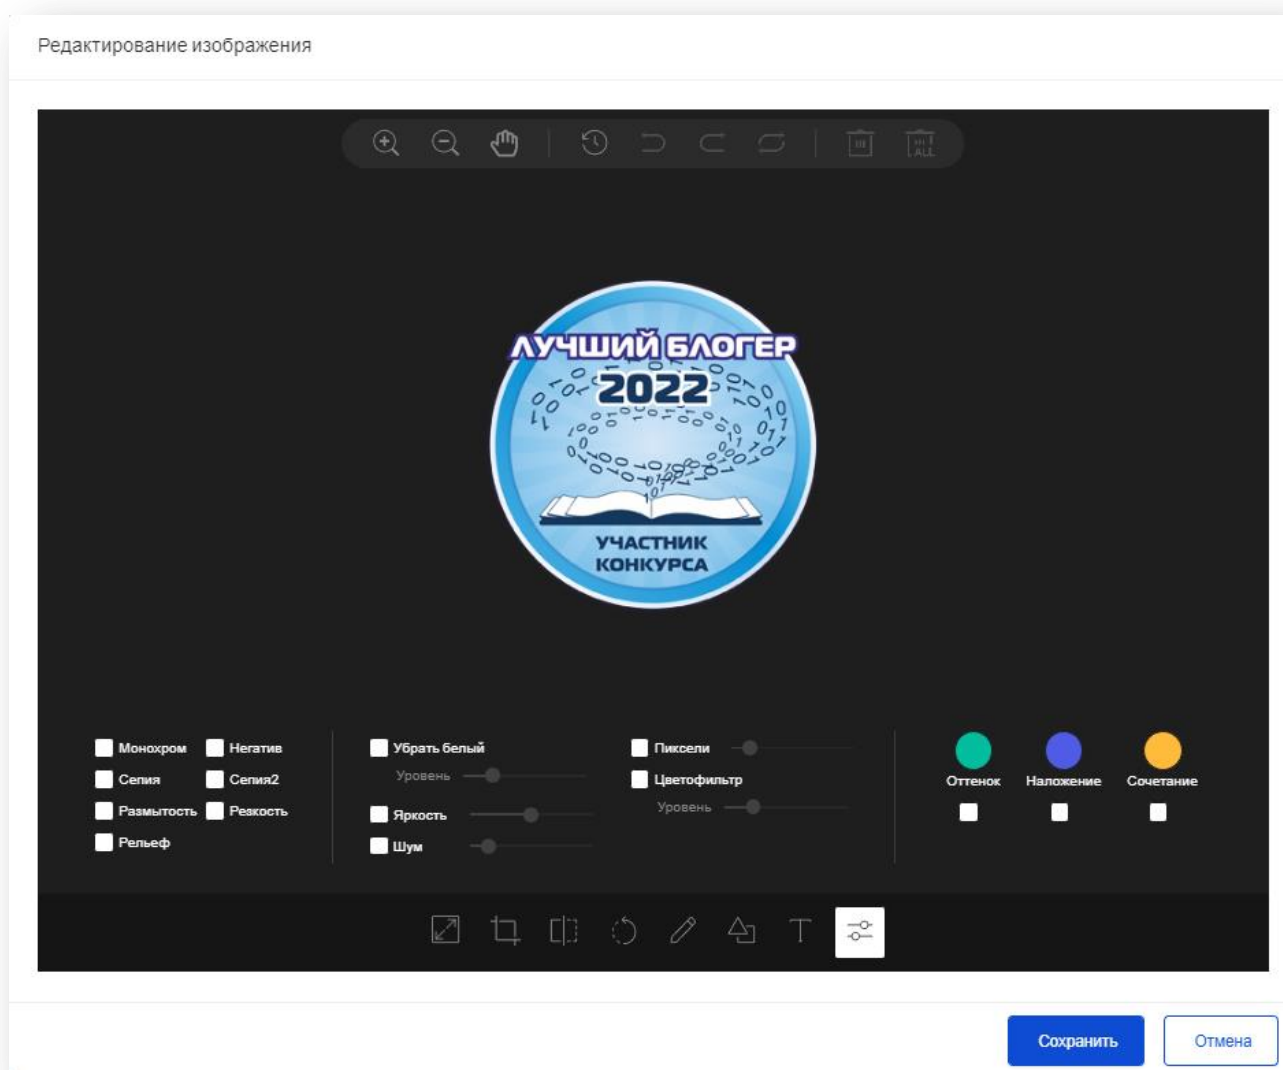 Редактирование изображения
ALL
ЛУЧШИЙ БЛОГЕР
2022
УЧАСТНИК
КОНКУРСА
Монохром Негатив
Сепия Сепия2
Размытость Резкость
Рельеф
Убрать белый
Уровень
Яркость
Шум
Пиксели
Цветофильтр
Уровень
Оттенок Наложение Сочетание
Сохранить Отмена